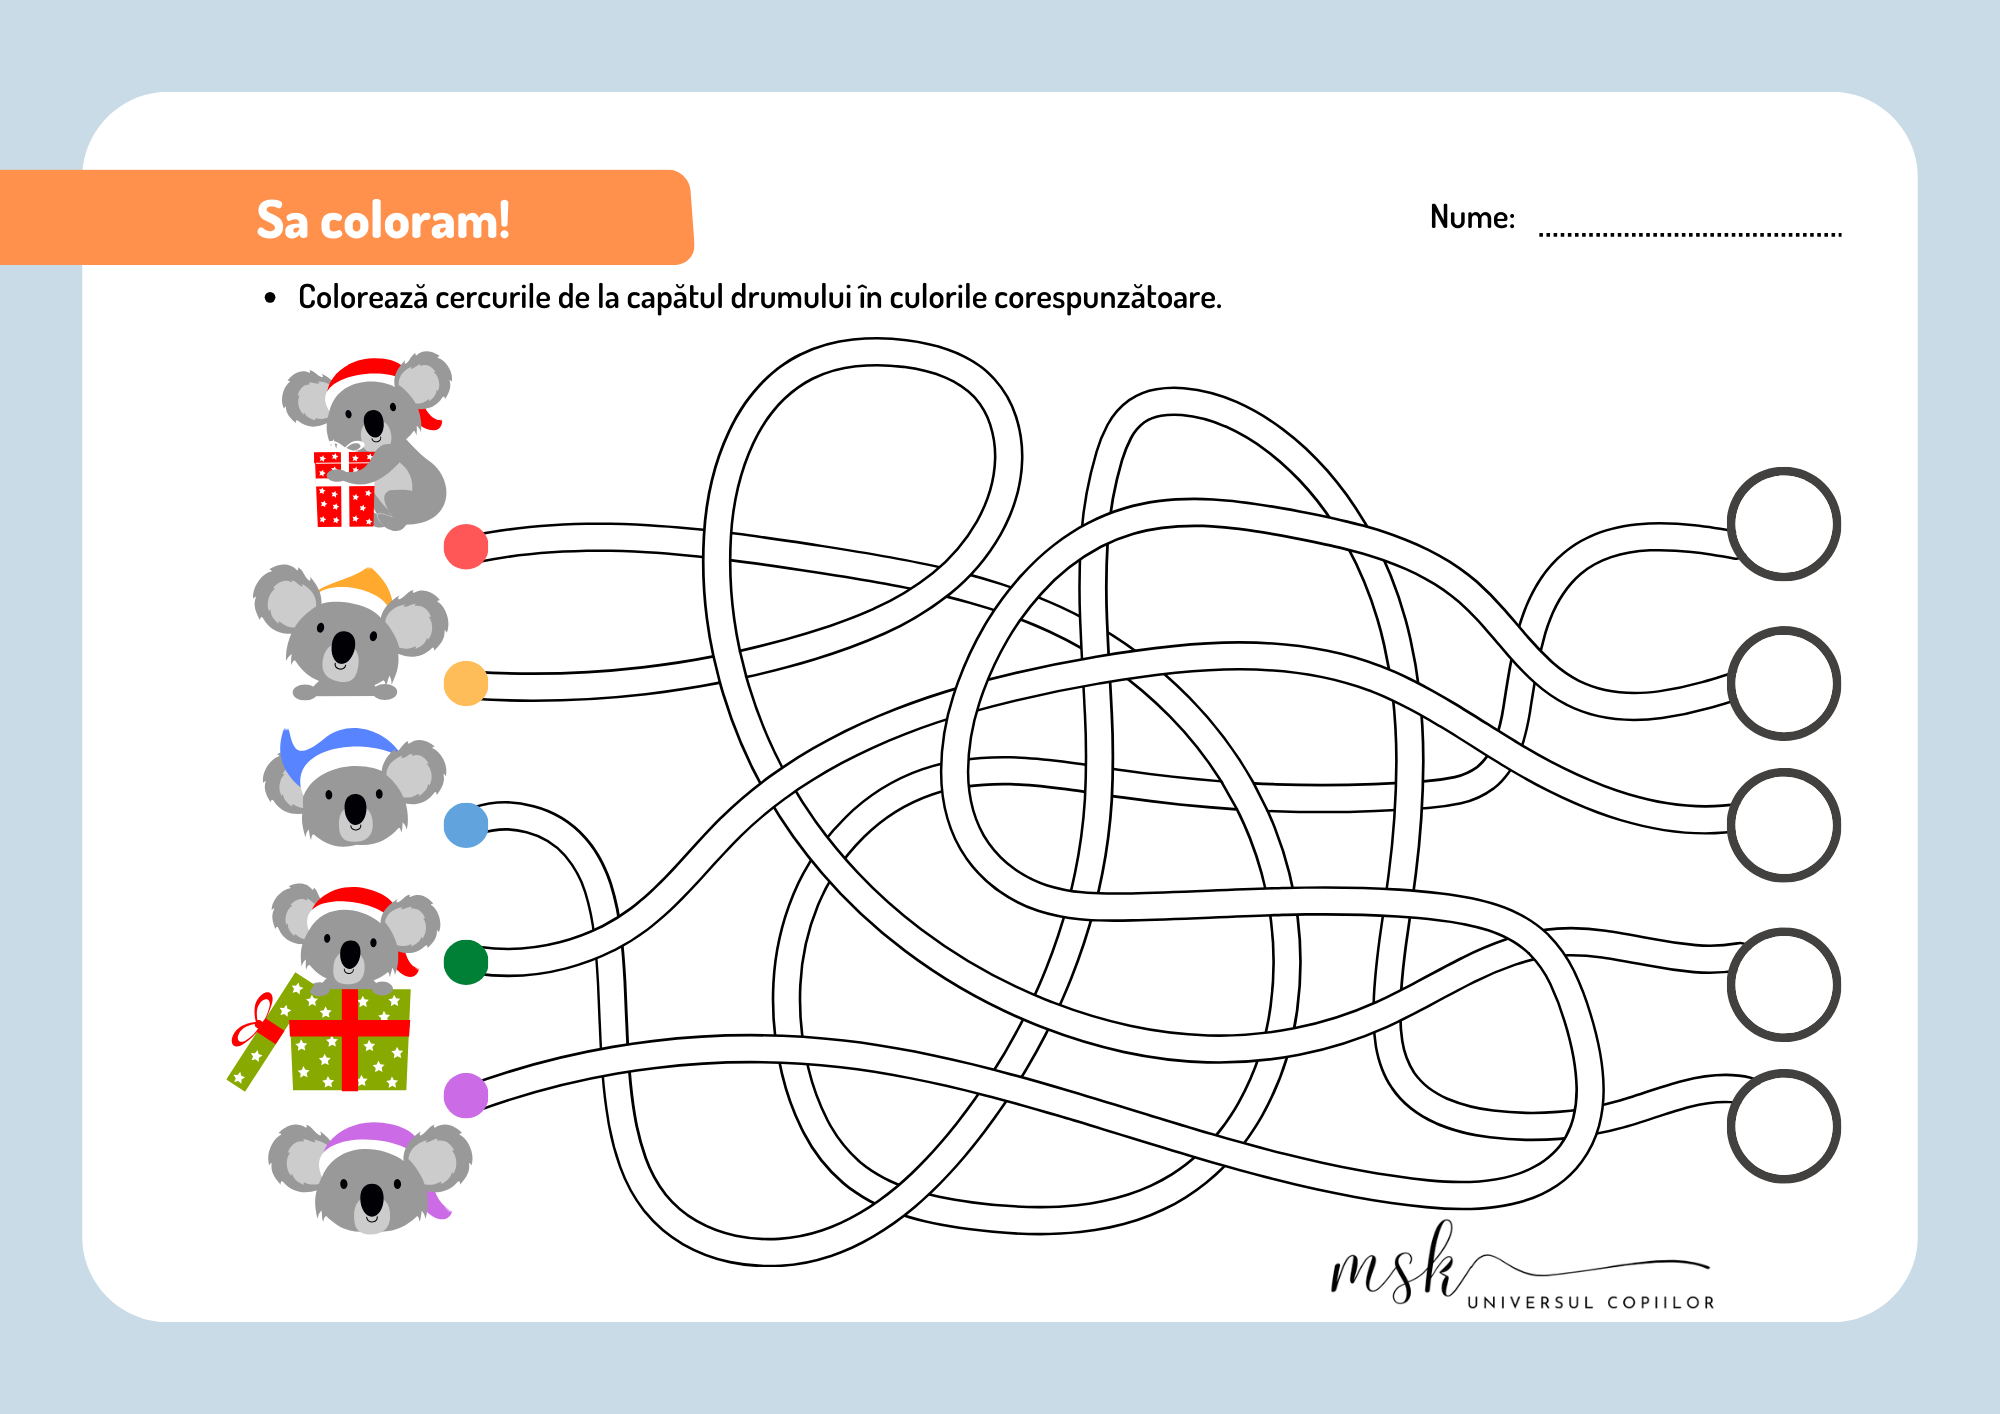 Sa coloram!
Nume: ......................................
• Colorează cercurile de la capătul drumului în culorile corespunzătoare.
msk
UNIVERSUL COPIILOR